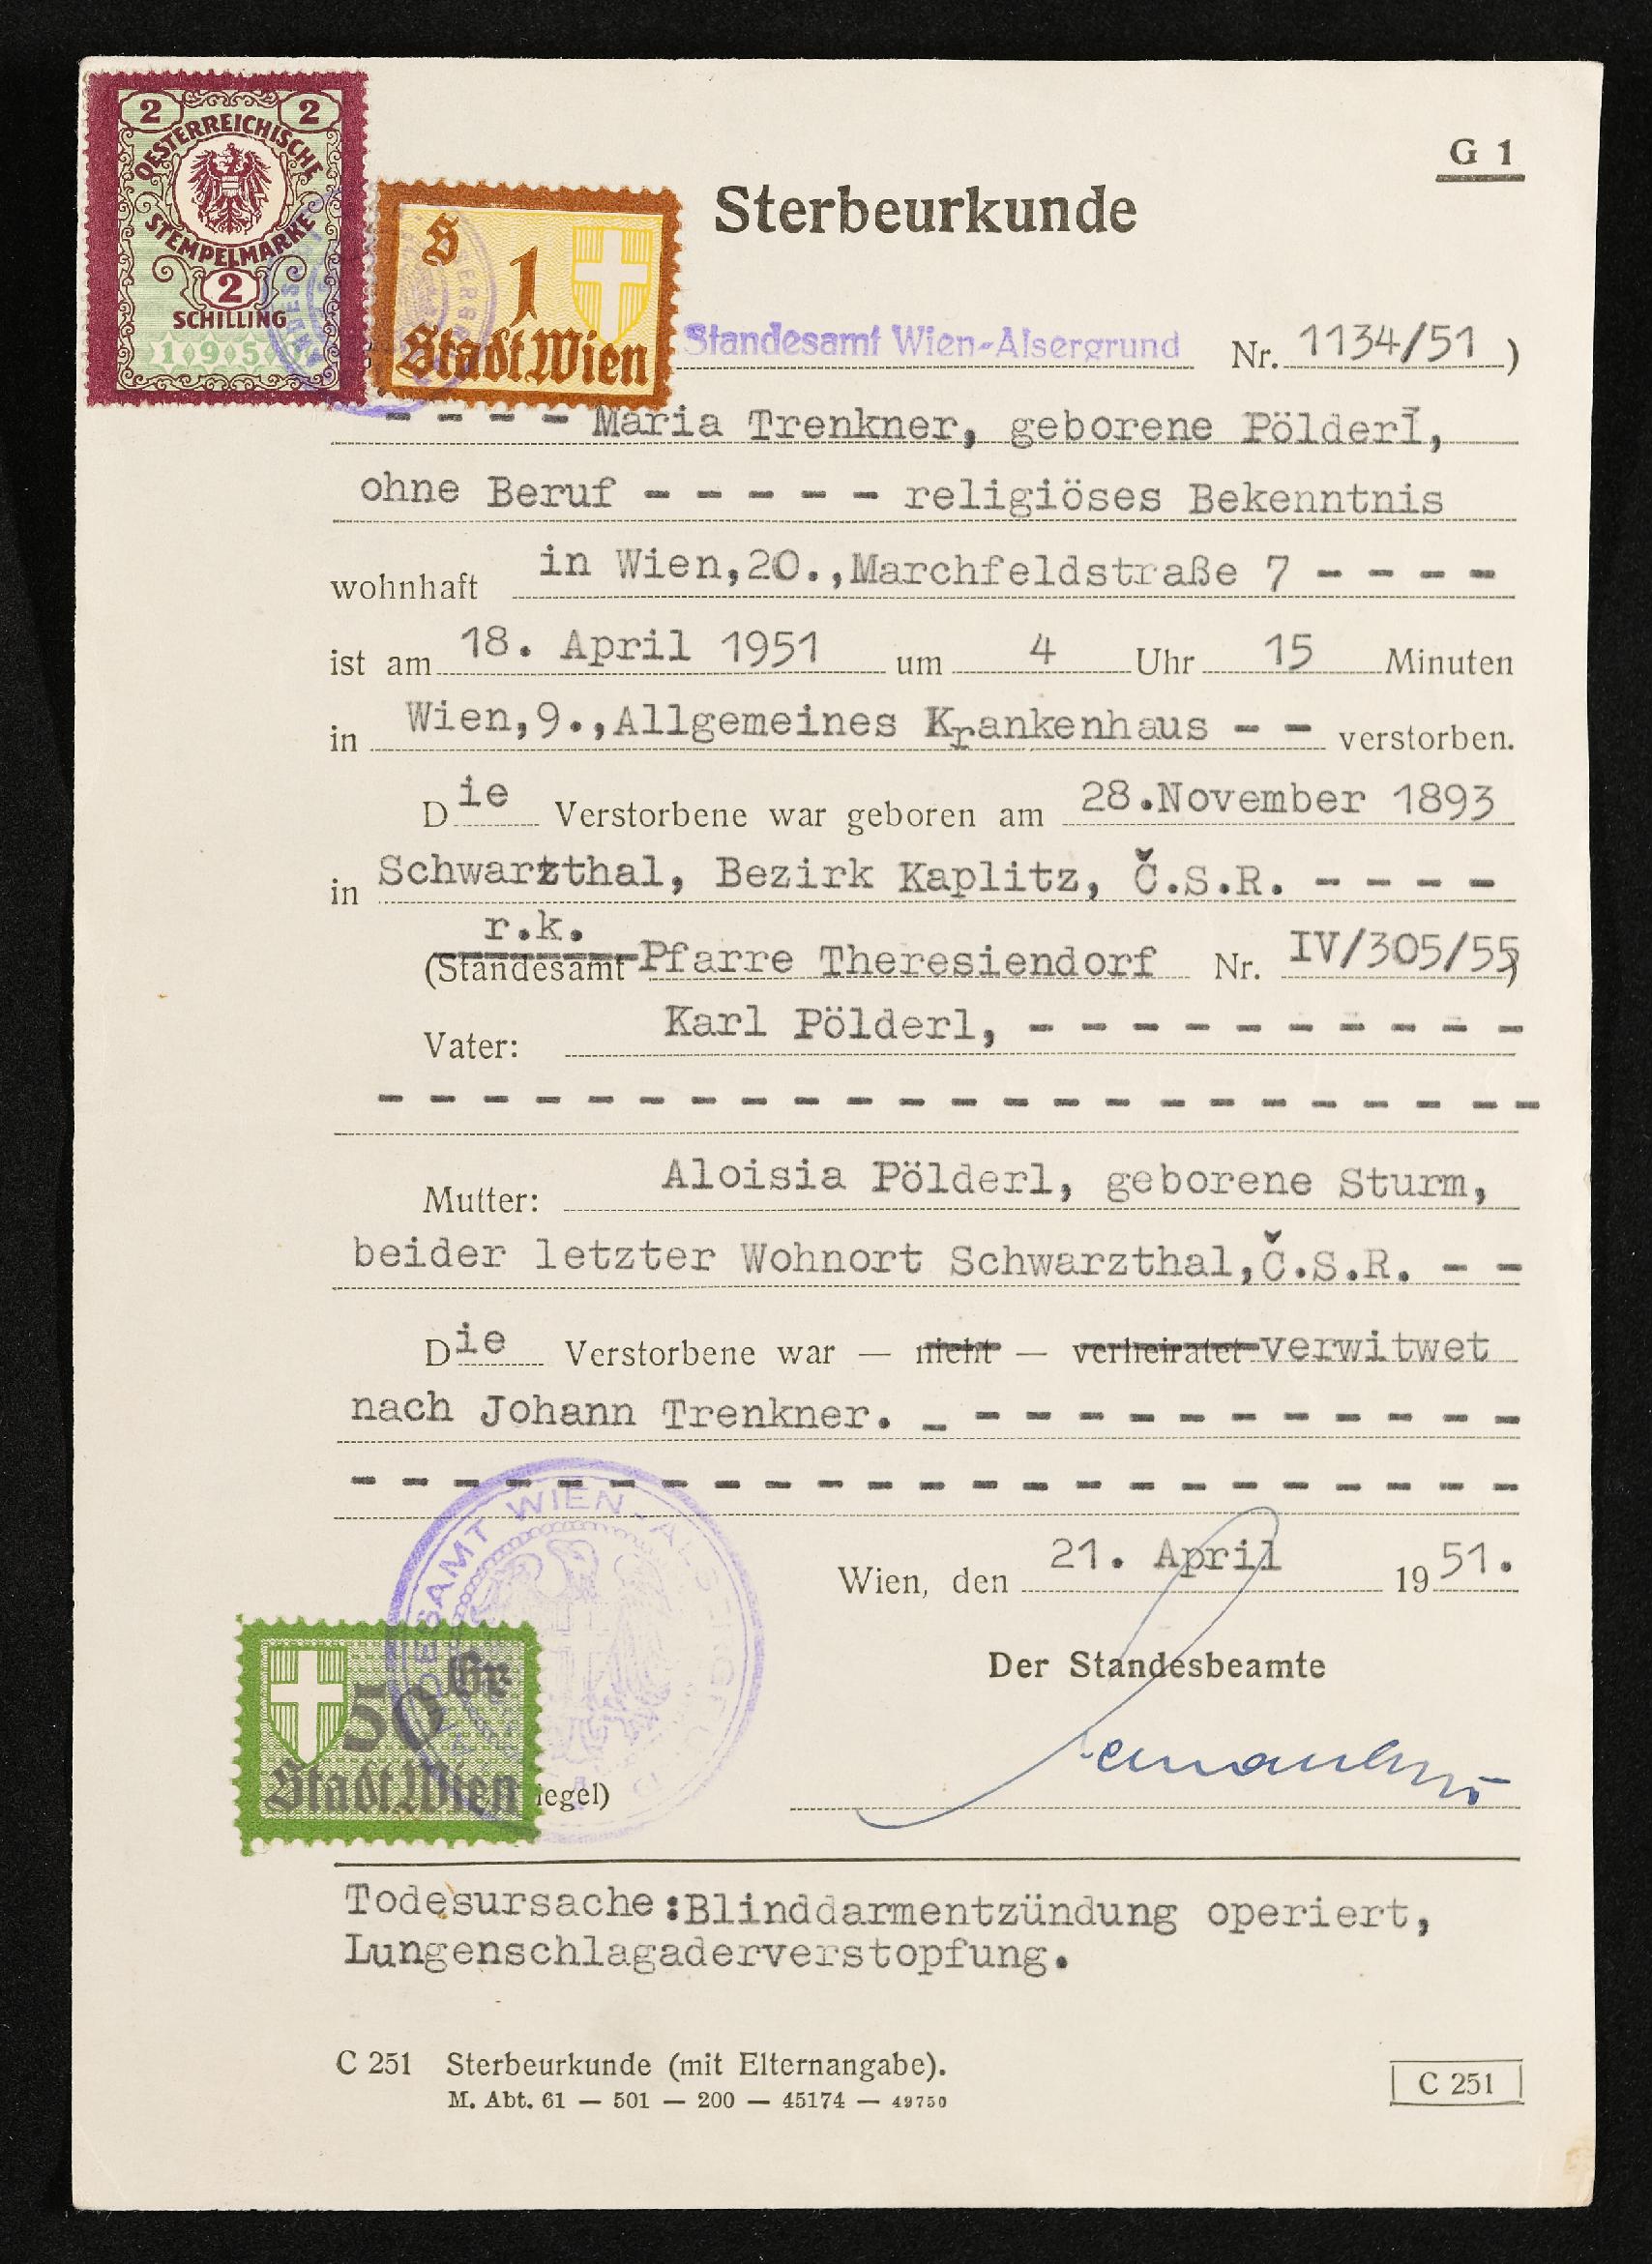 2 2
OESTERREICHISCHE
STEMPELMARKE
2
SCHILLING
1950
S 1
Stadt Wien
G 1
Sterbeurkunde
Standesamt Wien-Alsergrund Nr. 1134/51 )
- - - - Maria Trenkner, geborene Pölderl,
ohne Beruf - - - - - religiöses Bekenntnis
wohnhaft in Wien,20.,Marchfeldstraße 7 - - - -
ist am 18. April 1951 um 4 Uhr 15 Minuten
in Wien,9.,Allgemeines Krankenhaus - - verstorben.
Die Verstorbene war geboren am 28.November 1893
in Schwarzthal, Bezirk Kaplitz, Č.S.R. - - - -
r.k.
(Standesamt Pfarre Theresiendorf Nr. IV/305/55)
Vater: Karl Pölderl, - - - - - - - - - -
- - - - - - - - - - - - - - - - - - - - - - -
Mutter: Aloisia Pölderl, geborene Sturm,
beider letzter Wohnort Schwarzthal,Č.S.R. - -
Die Verstorbene war — nicht — verheiratet verwitwet
nach Johann Trenkner. - - - - - - - - - - - -
- - - - - - - - - - - - - - - - - - - - - - -
STANDESAMT WIEN-ALSERGRUND
Wien, den 21. April 1951.
Der Standesbeamte
50 Gr
Stadt Wien
iegel)
Todesursache:Blinddarmentzündung operiert,
Lungenschlagaderverstopfung.
C 251 Sterbeurkunde (mit Elternangabe).
M. Abt. 61 — 501 — 200 — 45174 — 49750
C 251